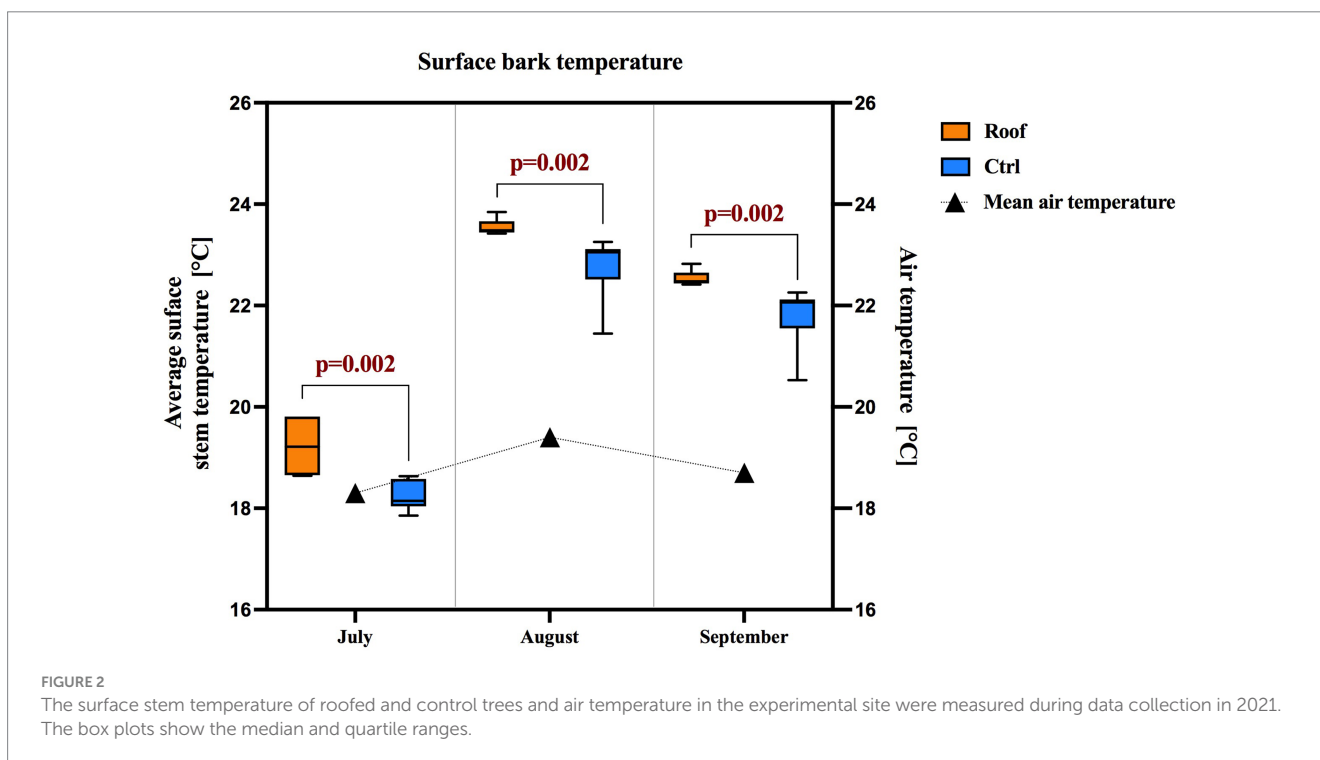 Surface bark temperature
26
24
22
20
18
16
Average suface
stem temperature [°C]
p=0.002
p=0.002
p=0.002
July
August
September
26
24
22
20
18
16
Air temperature [°C]
Roof
Ctrl
Mean air temperature
FIGURE 2
The surface stem temperature of roofed and control trees and air temperature in the experimental site were measured during data collection in 2021.
The box plots show the median and quartile ranges.